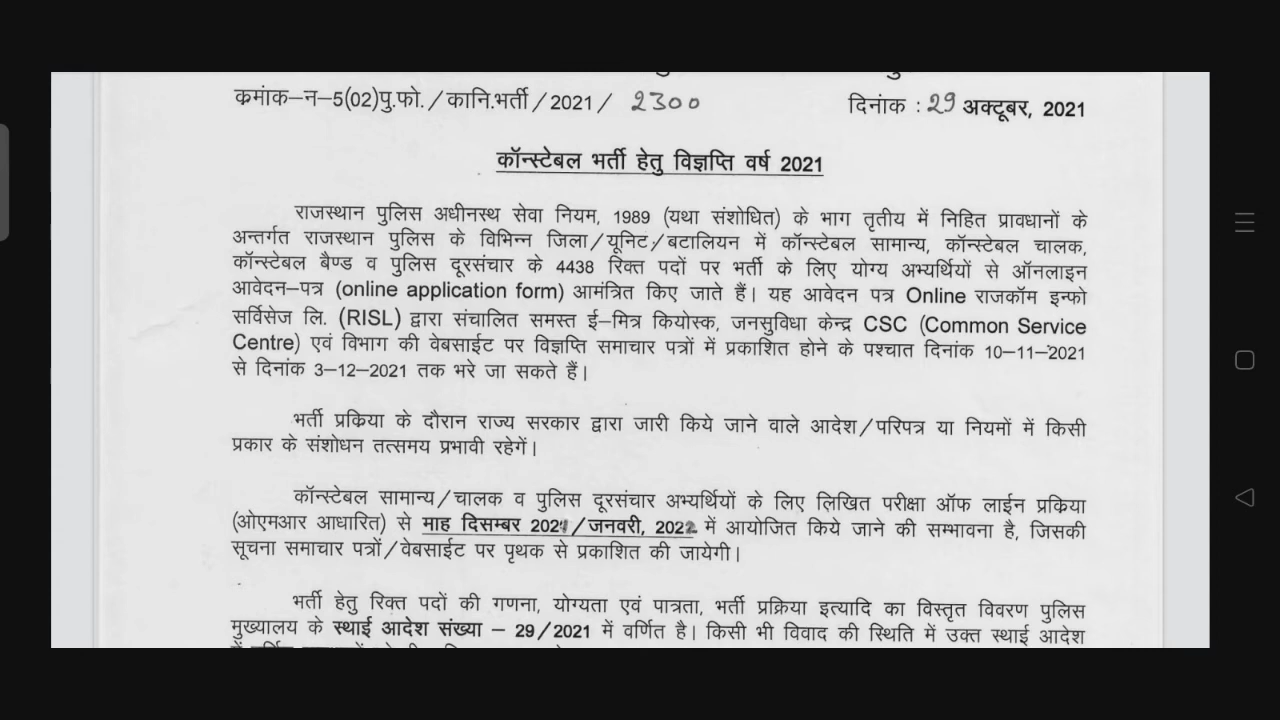 क्रमांक–न–5(02)पु.फो./कानि.भर्ती/2021/ 2300 दिनांक : 29 अक्टूबर, 2021
कॉन्स्टेबल भर्ती हेतु विज्ञप्ति वर्ष 2021
राजस्थान पुलिस अधीनस्थ सेवा नियम, 1989 (यथा संशोधित) के भाग तृतीय में निहित प्रावधानों के
अन्तर्गत राजस्थान पुलिस के विभिन्न जिला/यूनिट/बटालियन में कॉन्स्टेबल सामान्य, कॉन्स्टेबल चालक,
कॉन्स्टेबल बैण्ड व पुलिस दूरसंचार के 4438 रिक्त पदों पर भर्ती के लिए योग्य अभ्यर्थियों से ऑनलाइन
आवेदन–पत्र (online application form) आमंत्रित किए जाते हैं। यह आवेदन पत्र Online राजकॉम इन्फो
सर्विसेज लि. (RISL) द्वारा संचालित समस्त ई–मित्र कियोस्क, जनसुविधा केन्द्र CSC (Common Service
Centre) एवं विभाग की वेबसाईट पर विज्ञप्ति समाचार पत्रों में प्रकाशित होने के पश्चात दिनांक 10–11–2021
से दिनांक 3–12–2021 तक भरे जा सकते हैं।
भर्ती प्रक्रिया के दौरान राज्य सरकार द्वारा जारी किये जाने वाले आदेश/परिपत्र या नियमों में किसी
प्रकार के संशोधन तत्समय प्रभावी रहेगें।
कॉन्स्टेबल सामान्य/चालक व पुलिस दूरसंचार अभ्यर्थियों के लिए लिखित परीक्षा ऑफ लाईन प्रक्रिया
(ओएमआर आधारित) से माह दिसम्बर 2021/जनवरी, 2022 में आयोजित किये जाने की सम्भावना है, जिसकी
सूचना समाचार पत्रों/वेबसाईट पर पृथक से प्रकाशित की जायेगी।
भर्ती हेतु रिक्त पदों की गणना, योग्यता एवं पात्रता, भर्ती प्रक्रिया इत्यादि का विस्तृत विवरण पुलिस
मुख्यालय के स्थाई आदेश संख्या – 29/2021 में वर्णित है। किसी भी विवाद की स्थिति में उक्त स्थाई आदेश